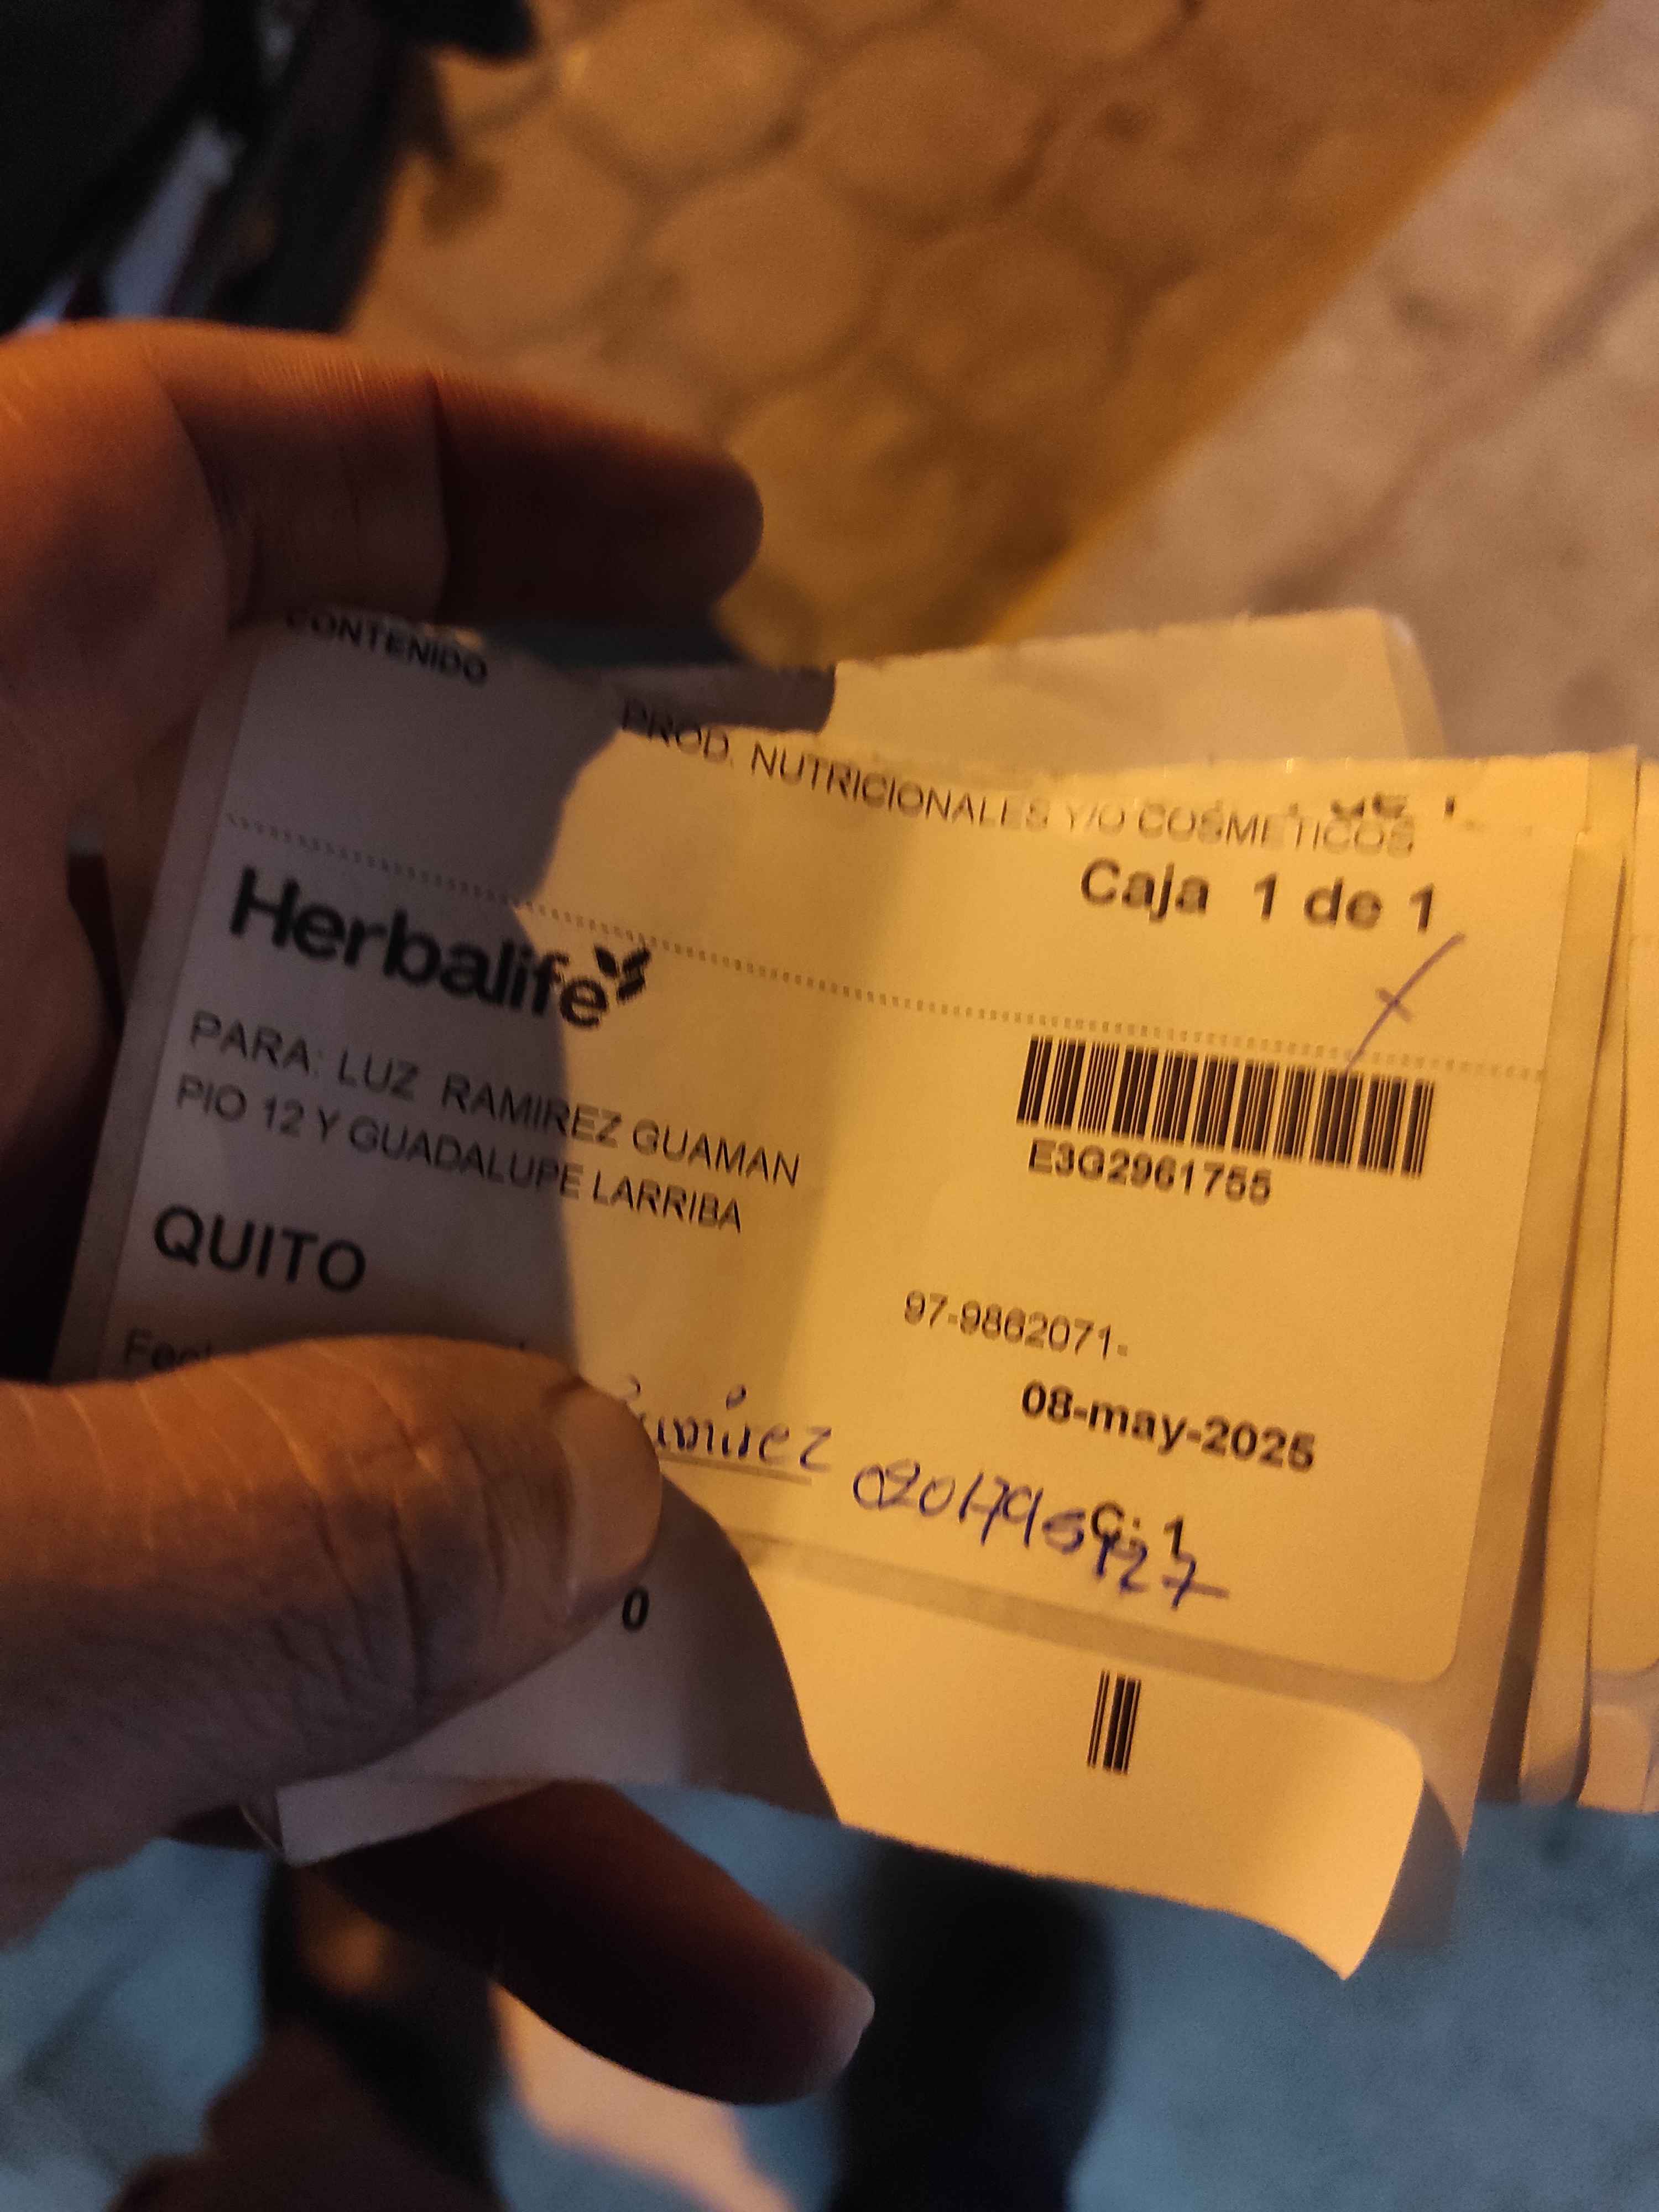 CONTENIDO
PROD. NUTRICIONALES Y/O COSMETICOS
Caja 1 de 1
Herbalife
PARA: LUZ RAMIREZ GUAMAN
PIO 12 Y GUADALUPE LARRIBA
E3G2961755
QUITO
97-9862071-
08-may-2025
C: 1
0